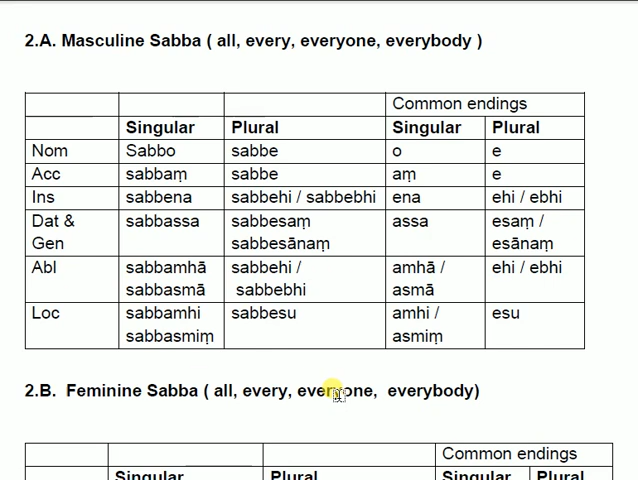 2.A. Masculine Sabba ( all, every, everyone, everybody )
Common endings
Singular Plural Singular Plural
Nom Sabbo sabbe o e
Acc sabbaṃ sabbe aṃ e
Ins sabbena sabbehi / sabbebhi ena ehi / ebhi
Dat & sabbassa sabbesaṃ assa esaṃ /
Gen sabbesānaṃ esānaṃ
Abl sabbamhā sabbehi / amhā / ehi / ebhi
sabbasmā sabbebhi asmā
Loc sabbamhi sabbesu amhi / esu
sabbasmiṃ asmiṃ
2.B. Feminine Sabba ( all, every, everyone, everybody)
Common endings
Singular Plural Singular Plural